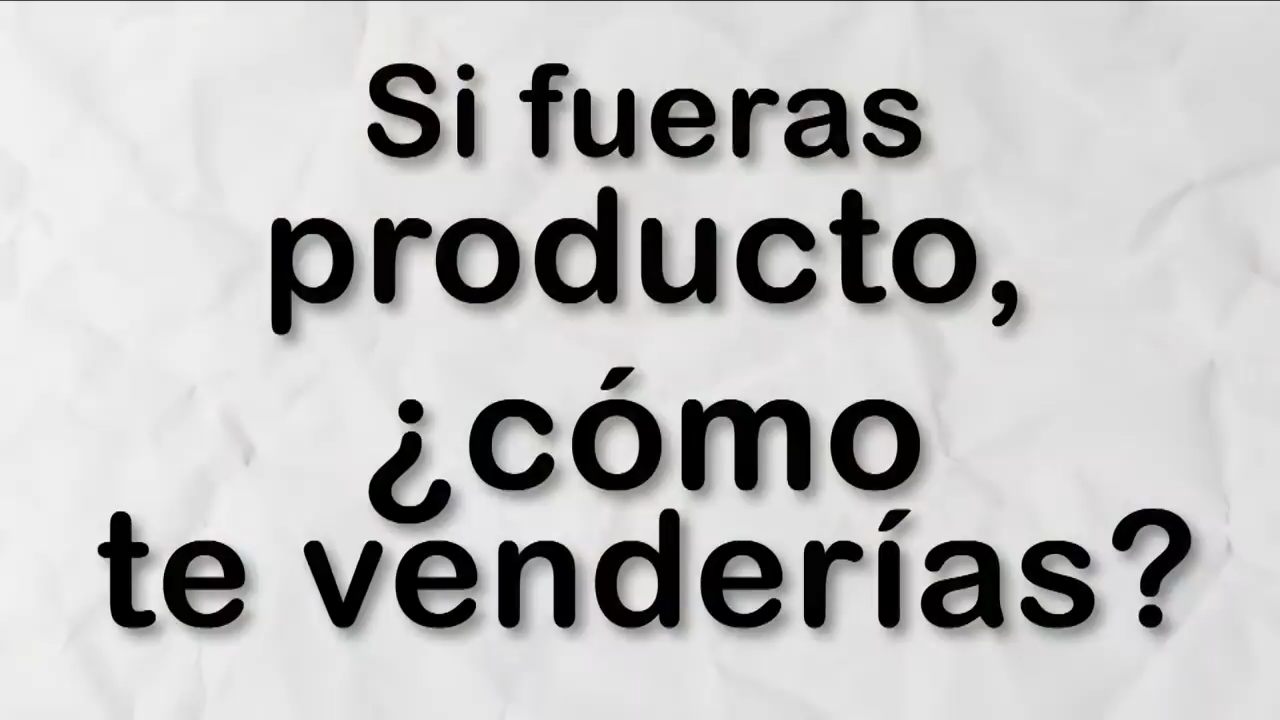 Si fueras
producto,
¿cómo
te venderías?